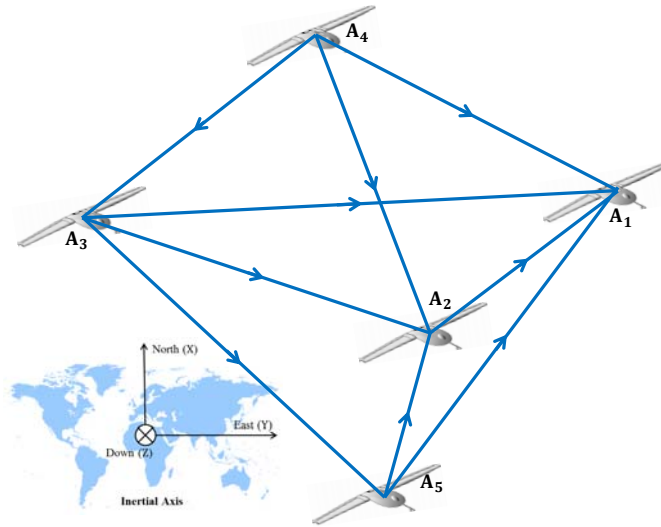 A4
A1
A3
A2
North (X)
East (Y)
Down (Z)
A5
Inertial Axis